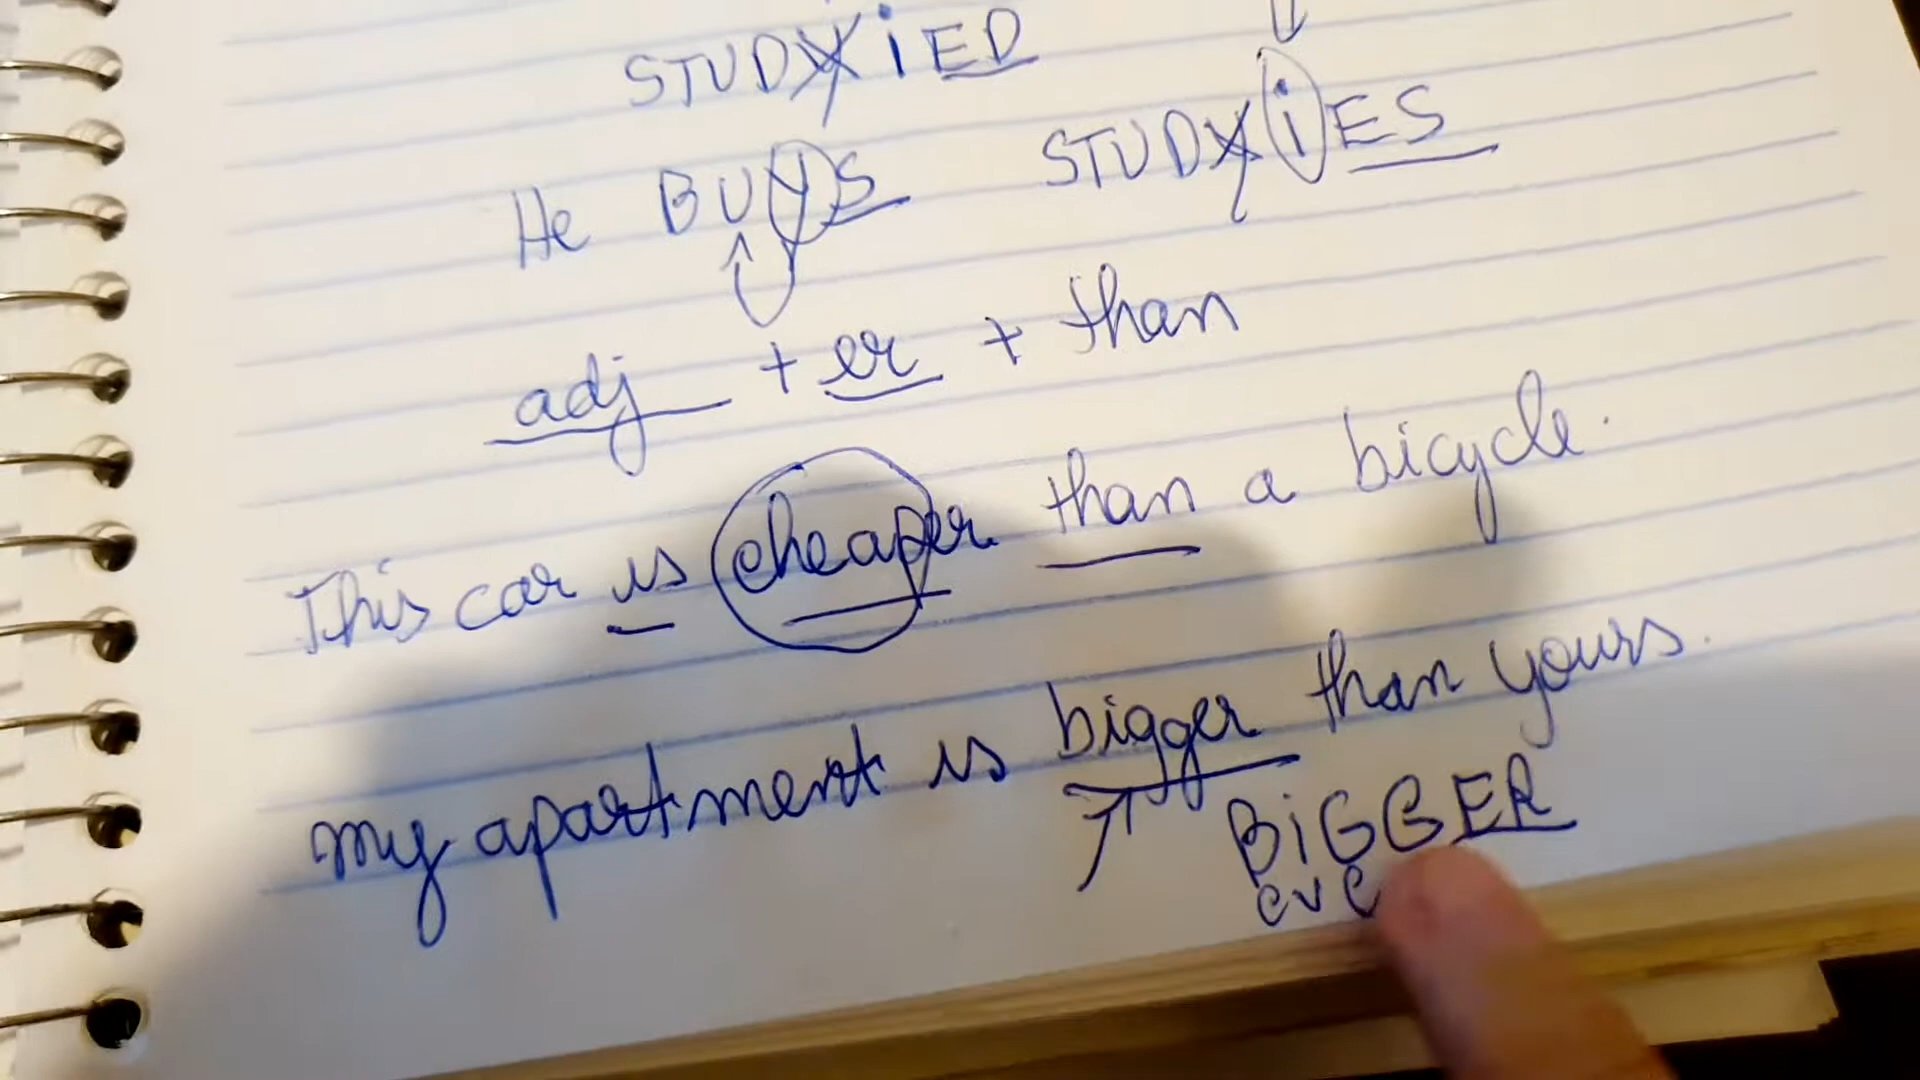 STUDYiED
He BUYS STUDYiES
adj + er + than
This car is cheaper than a bicycle.
my apartment is bigger than yours.
BiGGER
CVC